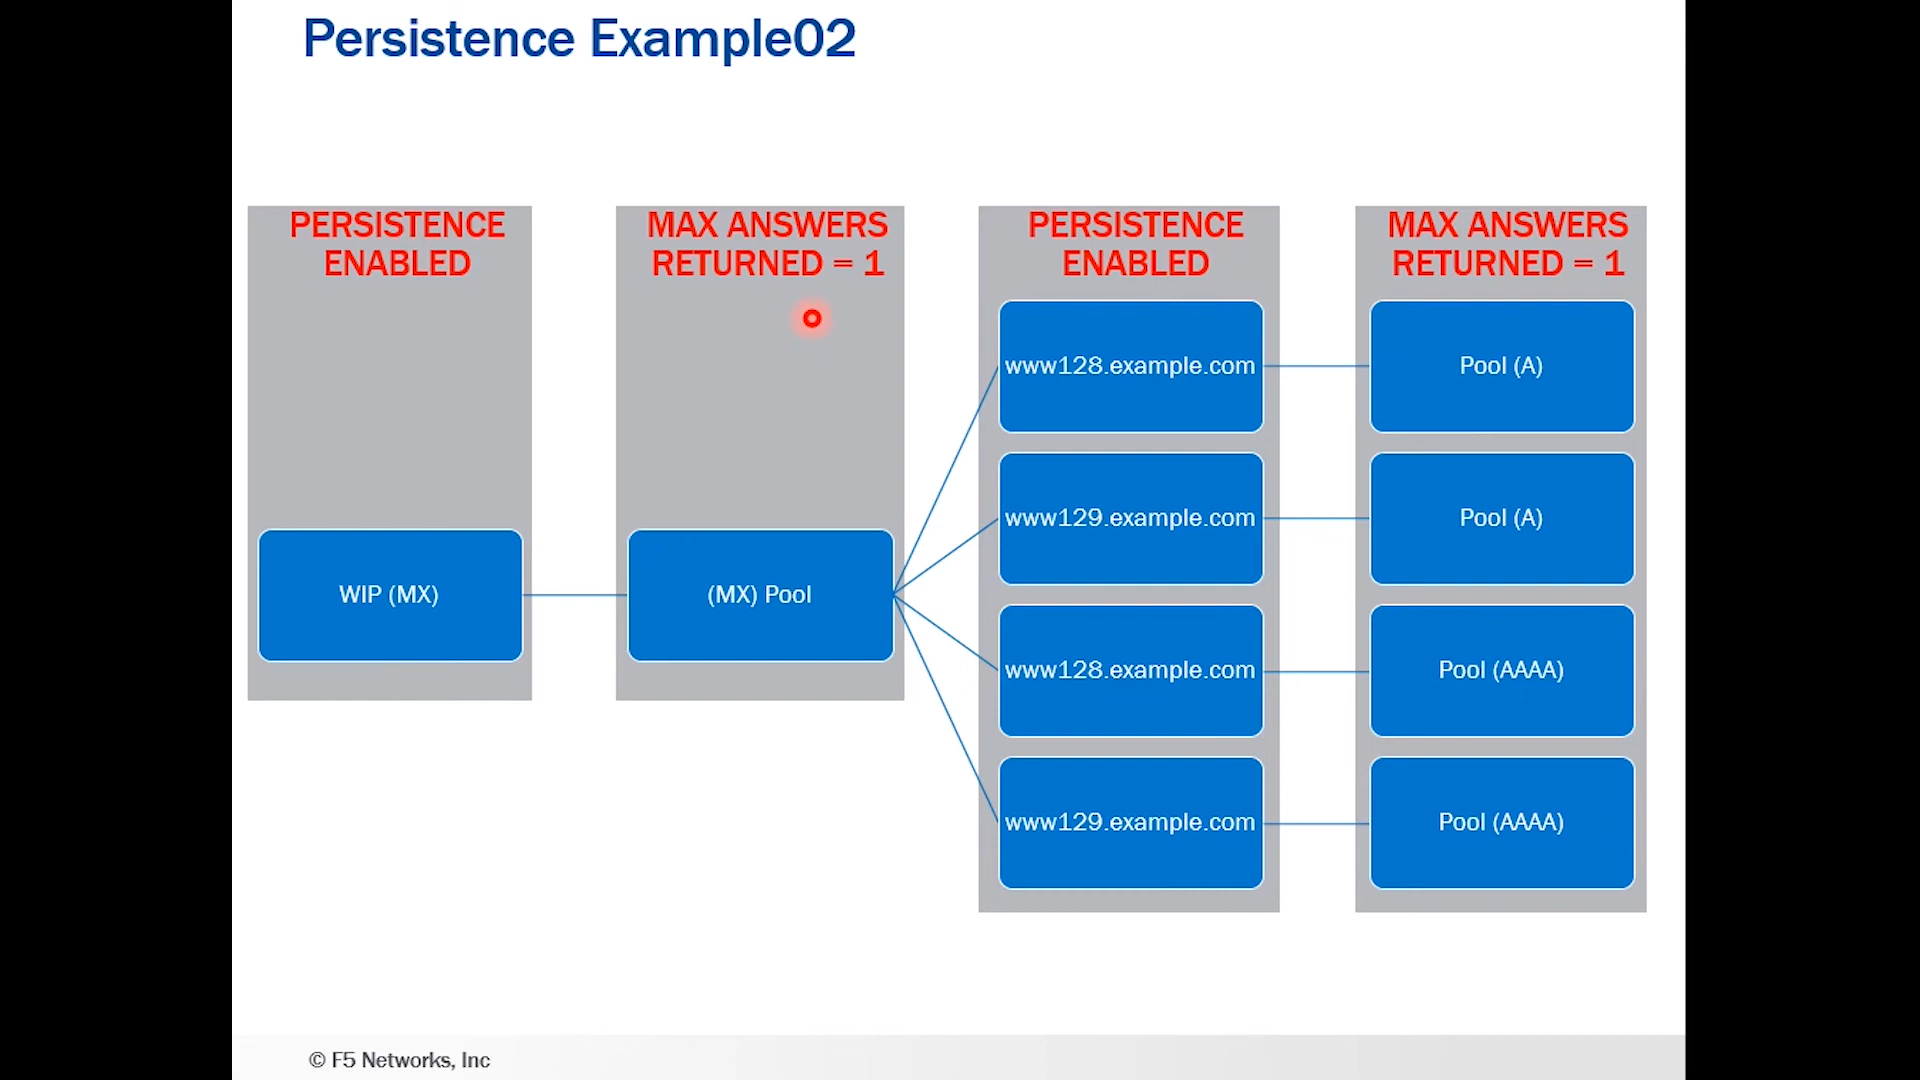 Persistence Example02
PERSISTENCE
ENABLED
MAX ANSWERS
RETURNED = 1
PERSISTENCE
ENABLED
MAX ANSWERS
RETURNED = 1
www128.example.com
Pool (A)
www129.example.com
Pool (A)
WIP (MX)
(MX) Pool
www128.example.com
Pool (AAAA)
www129.example.com
Pool (AAAA)
© F5 Networks, Inc